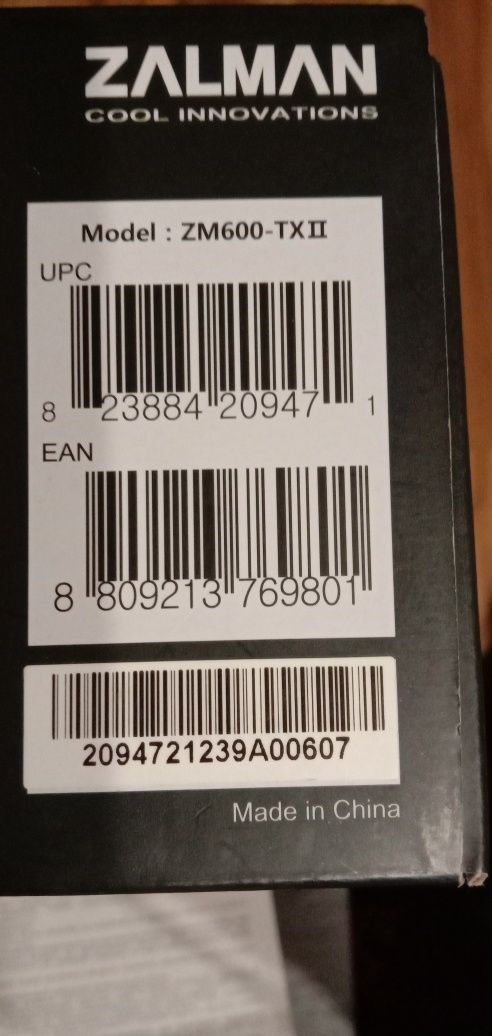 ZALMAN
COOL INNOVATIONS
Model : ZM600-TXⅡ
UPC
8 23884 20947 1
EAN
8 809213 769801
2094721239A00607
Made in China